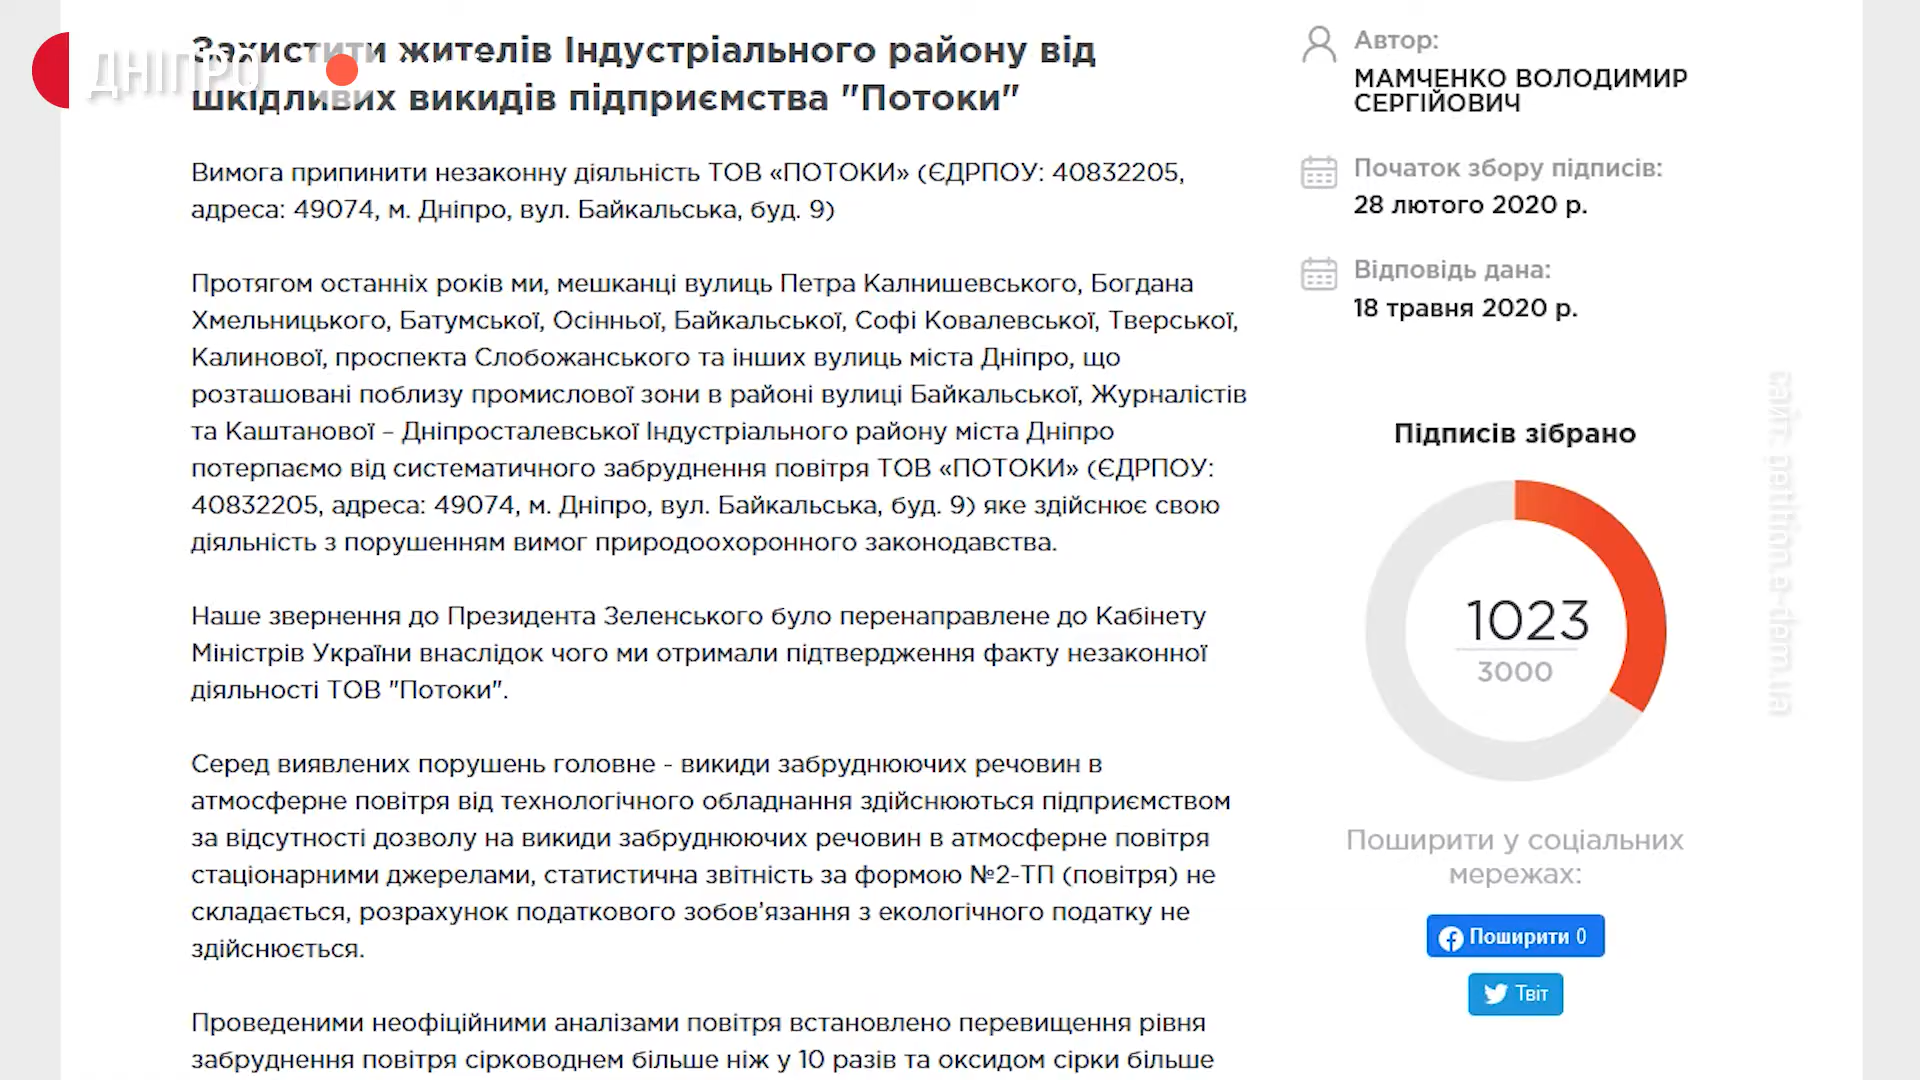 ДНІПРО
Захистити жителів Індустріального району від
шкідливих викидів підприємства "Потоки"
Вимога припинити незаконну діяльність ТОВ «ПОТОКИ» (ЄДРПОУ: 40832205,
адреса: 49074, м. Дніпро, вул. Байкальська, буд. 9)
Протягом останніх років ми, мешканці вулиць Петра Калнишевського, Богдана
Хмельницького, Батумської, Осінньої, Байкальської, Софі Ковалевської, Тверської,
Калинової, проспекта Слобожанського та інших вулиць міста Дніпро, що
розташовані поблизу промислової зони в районі вулиці Байкальської, Журналістів
та Каштанової – Дніпросталевської Індустріального району міста Дніпро
потерпаємо від систематичного забруднення повітря ТОВ «ПОТОКИ» (ЄДРПОУ:
40832205, адреса: 49074, м. Дніпро, вул. Байкальська, буд. 9) яке здійснює свою
діяльність з порушенням вимог природоохоронного законодавства.
Наше звернення до Президента Зеленського було перенаправлене до Кабінету
Міністрів України внаслідок чого ми отримали підтвердження факту незаконної
діяльності ТОВ "Потоки".
Серед виявлених порушень головне - викиди забруднюючих речовин в
атмосферне повітря від технологічного обладнання здійснюються підприємством
за відсутності дозволу на викиди забруднюючих речовин в атмосферне повітря
стаціонарними джерелами, статистична звітність за формою №2-ТП (повітря) не
складається, розрахунок податкового зобов’язання з екологічного податку не
здійснюється.
Проведеними неофіційними аналізами повітря встановлено перевищення рівня
забруднення повітря сірководнем більше ніж у 10 разів та оксидом сірки більше
Автор:
МАМЧЕНКО ВОЛОДИМИР
СЕРГІЙОВИЧ
Початок збору підписів:
28 лютого 2020 р.
Відповідь дана:
18 травня 2020 р.
Підписів зібрано
1023
3000
Поширити у соціальних
мережах:
Поширити 0
Твіт
сайт: petition.e-dem.ua